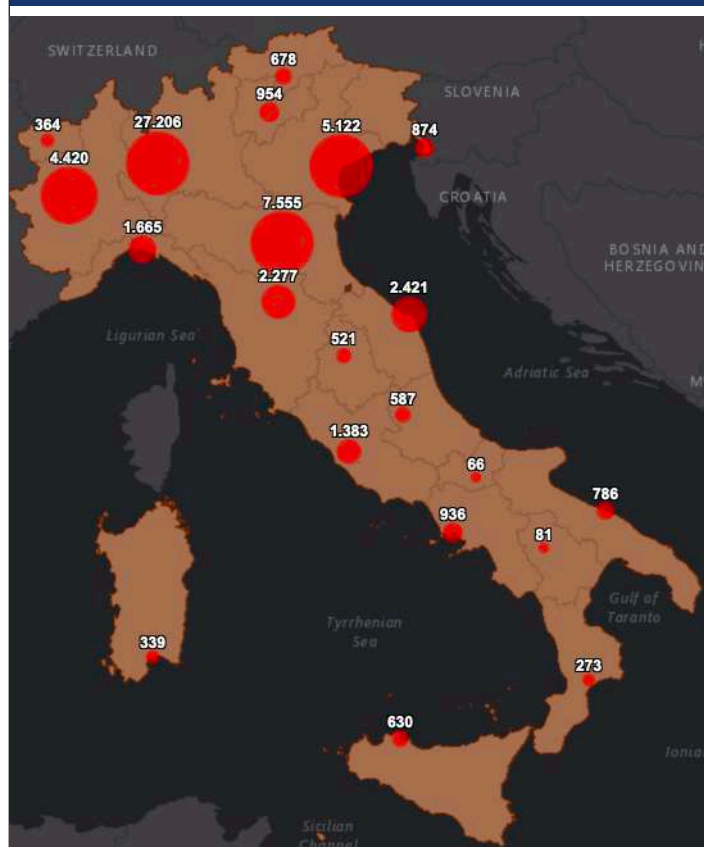 SWITZERLAND
678
SLOVENIA
954
364
27.206
5.122
874
4.420
CROATIA
7.555
1.665
BOSNIA AND
HERZEGOVIN
2.277
2.421
Ligurian Sea
521
Adriatic Sea
587
1.383
66
786
936
81
Gulf of
Taranto
Tyrrhenian
Sea
339
273
630
Ionia
Sicilian
Channel